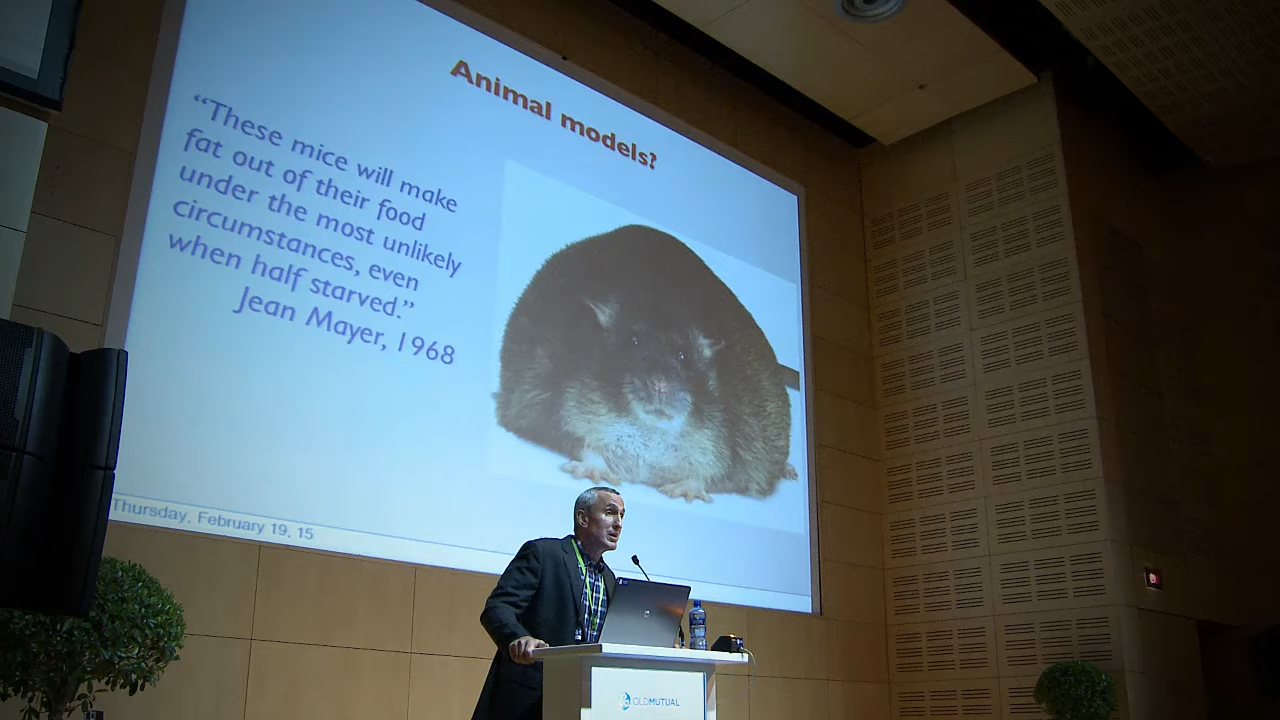 Animal models?
“These mice will make
fat out of their food
under the most unlikely
circumstances, even
when half starved.”
Jean Mayer, 1968
Thursday, February 19, 15
OLDMUTUAL